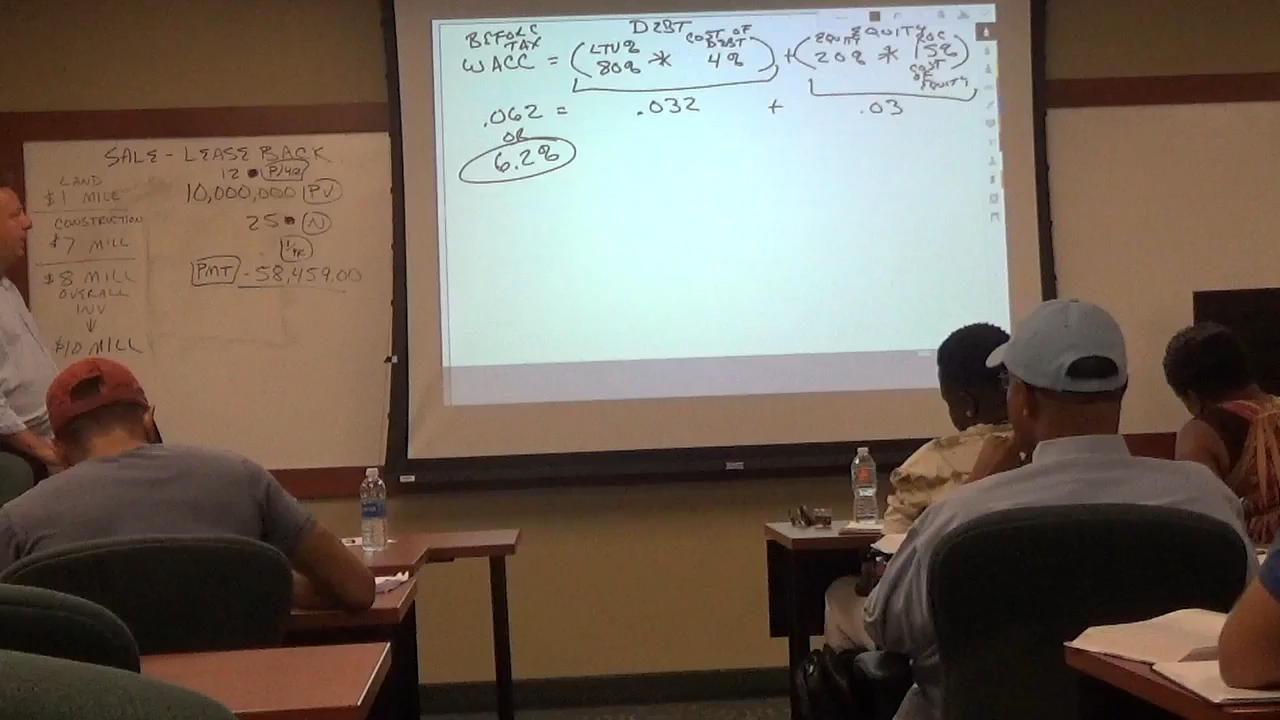 SALE - LEASE BACK
LAND
$1 MILL
CONSTRUCTION
$7 MILL
$8 MILL
OVERALL
INV
$10 MILL
12 P/YR
10,000,000 PV
25 N
I/YR
PMT -58,459.00
BEFORE
TAX
WACC = (LTV% 80% * COST OF DEBT 4%) + (EQUITY 20% * ROE 15%)
DEBT
EQUITY
COST
OF
EQUITY
.062 = .032 + .03
OR
6.2%